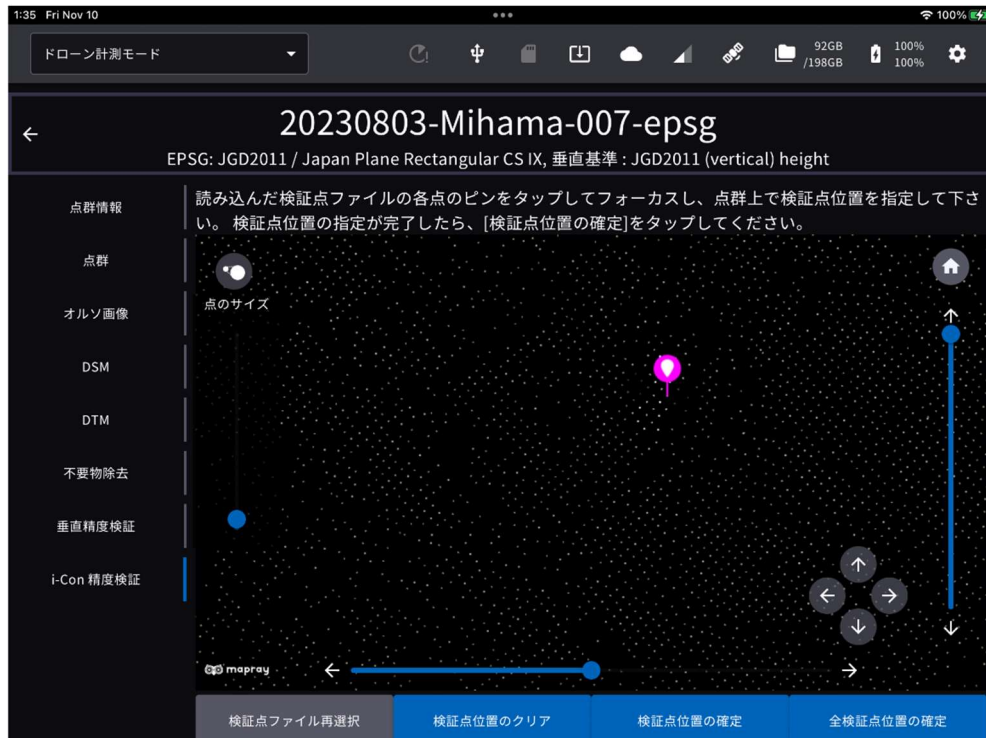 1:35 Fri Nov 10
100%
ドローン計測モード
92GB
/198GB
100%
100%
20230803-Mihama-007-epsg
EPSG: JGD2011 / Japan Plane Rectangular CS IX, 垂直基準 : JGD2011 (vertical) height
点群情報
点群
オルソ画像
DSM
DTM
不要物除去
垂直精度検証
i-Con 精度検証
読み込んだ検証点ファイルの各点のピンをタップしてフォーカスし、点群上で検証点位置を指定して下さ
い。 検証点位置の指定が完了したら、[検証点位置の確定]をタップしてください。
点のサイズ
mapray
検証点ファイル再選択
検証点位置のクリア
検証点位置の確定
全検証点位置の確定